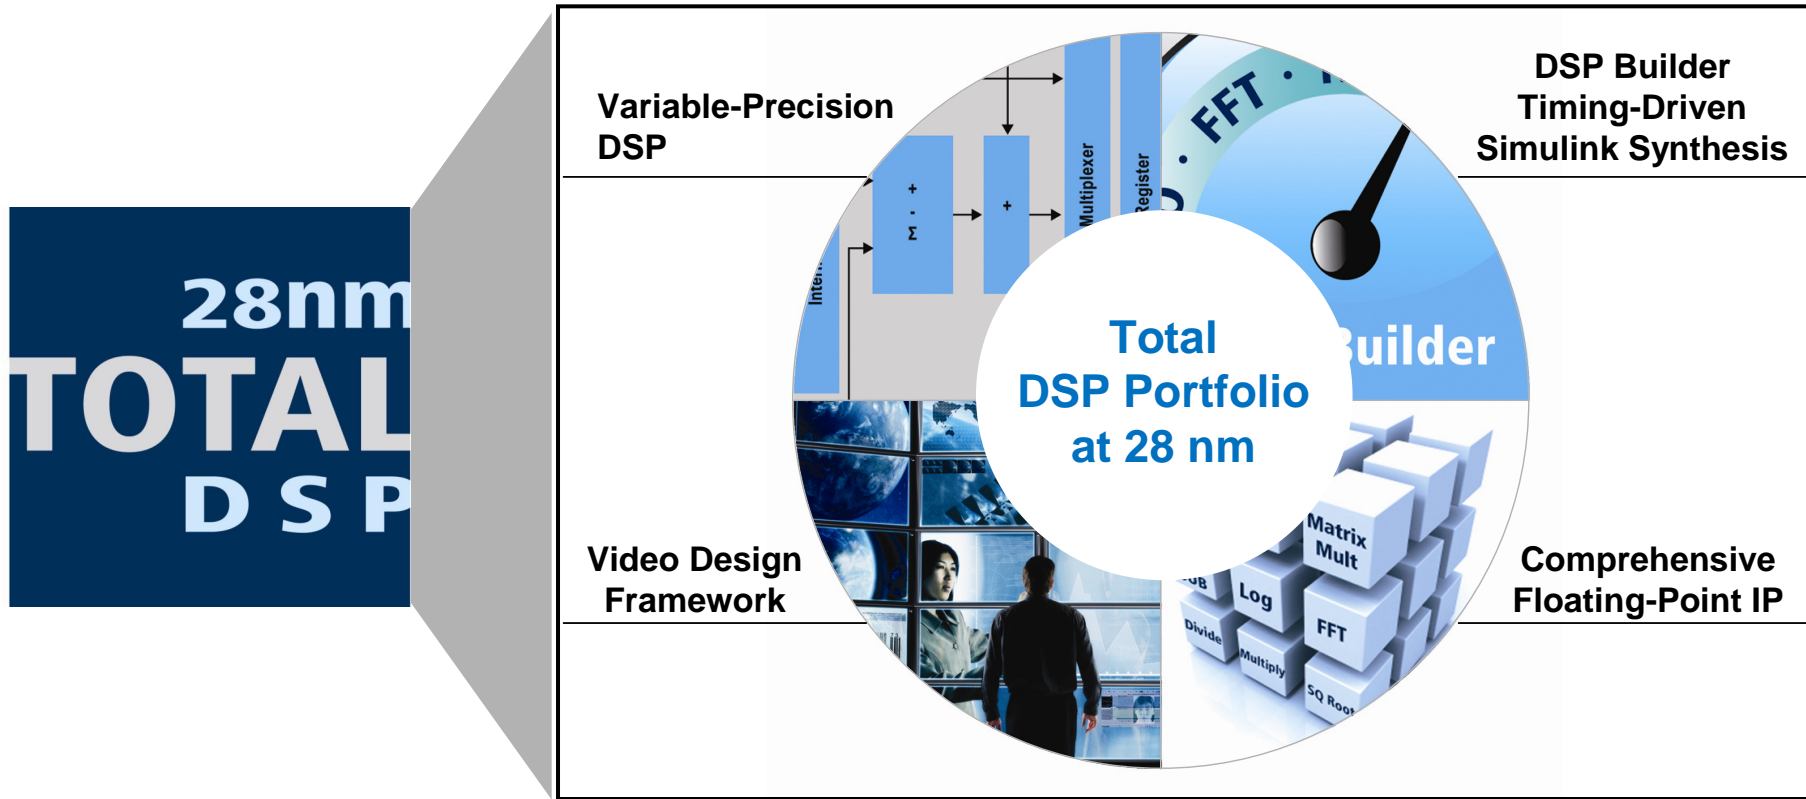 28nm
TOTAL
DSP
Variable-Precision
DSP
DSP Builder
Timing-Driven
Simulink Synthesis
Σ - +
+
Multiplexer
Register
FFT
Builder
Total
DSP Portfolio
at 28 nm
Video Design
Framework
Comprehensive
Floating-Point IP
Matrix
Mult
Log
FFT
Divide
Multiply
SQ Root